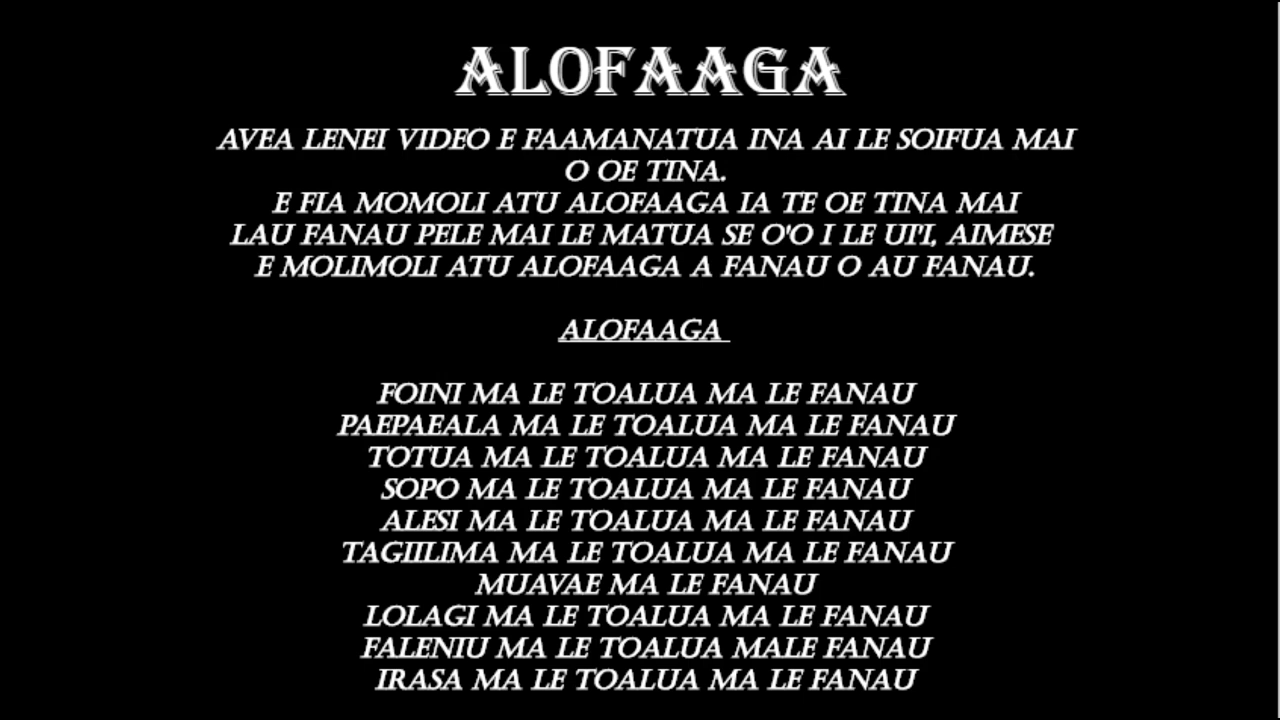 ALOFAAGA
AVEA LENEI VIDEO E FAAMANATUA INA AI LE SOIFUA MAI
O OE TINA.
E FIA MOMOLI ATU ALOFAAGA IA TE OE TINA MAI
LAU FANAU PELE MAI LE MATUA SE O'O I LE UI'I, AIMESE
E MOLIMOLI ATU ALOFAAGA A FANAU O AU FANAU.
ALOFAAGA
FOINI MA LE TOALUA MA LE FANAU
PAEPAEALA MA LE TOALUA MA LE FANAU
TOTUA MA LE TOALUA MA LE FANAU
SOPO MA LE TOALUA MA LE FANAU
ALESI MA LE TOALUA MA LE FANAU
TAGIILIMA MA LE TOALUA MA LE FANAU
MUAVAE MA LE FANAU
LOLAGI MA LE TOALUA MA LE FANAU
FALENIU MA LE TOALUA MALE FANAU
IRASA MA LE TOALUA MA LE FANAU